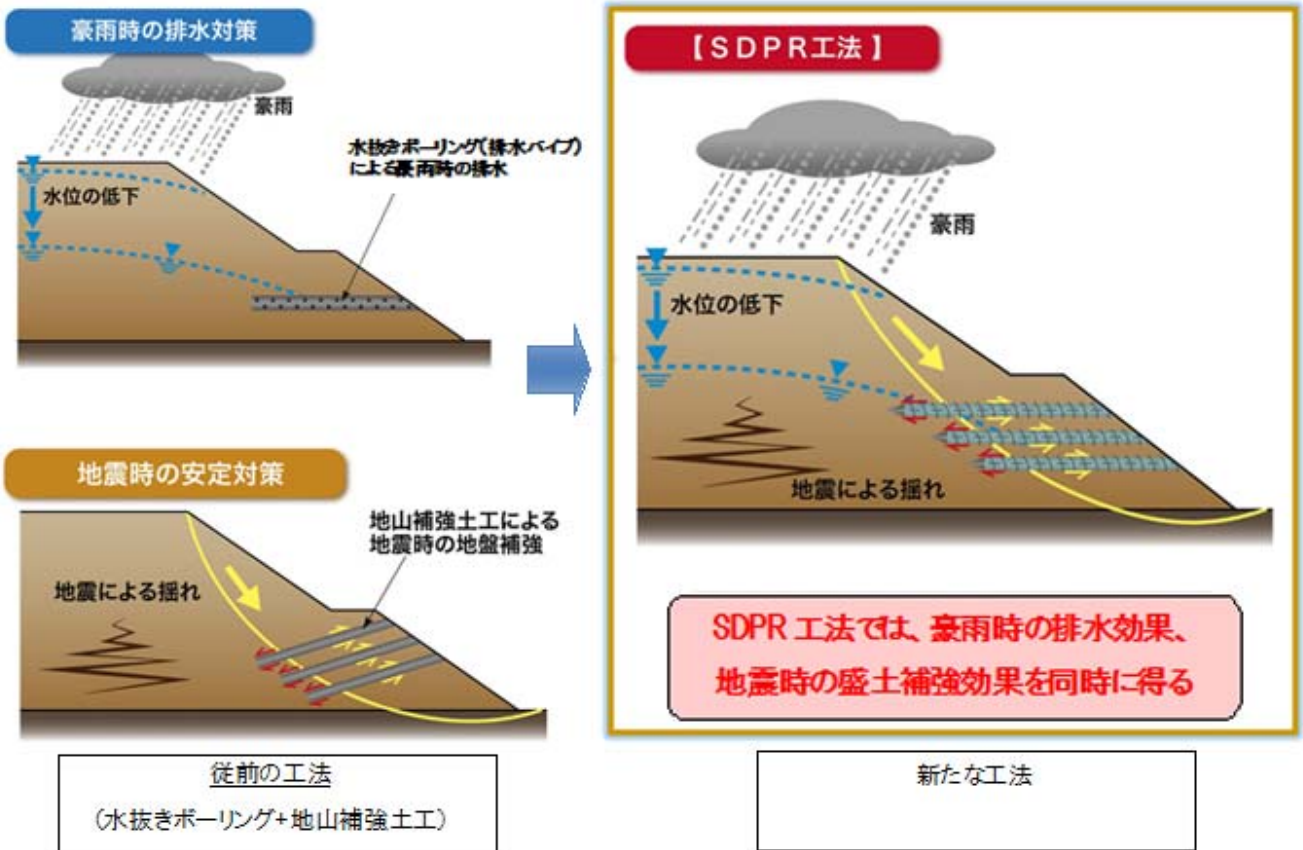 豪雨時の排水対策
豪雨
水抜きボーリング(排水パイプ)
による豪雨時の排水
水位の低下
地震時の安定対策
地山補強土工による
地震時の地盤補強
地震による揺れ
従前の工法
(水抜きボーリング+地山補強土工)
【SDPR工法】
豪雨
水位の低下
地震による揺れ
SDPR 工法では、豪雨時の排水効果、
地震時の盛土補強効果を同時に得る
新たな工法